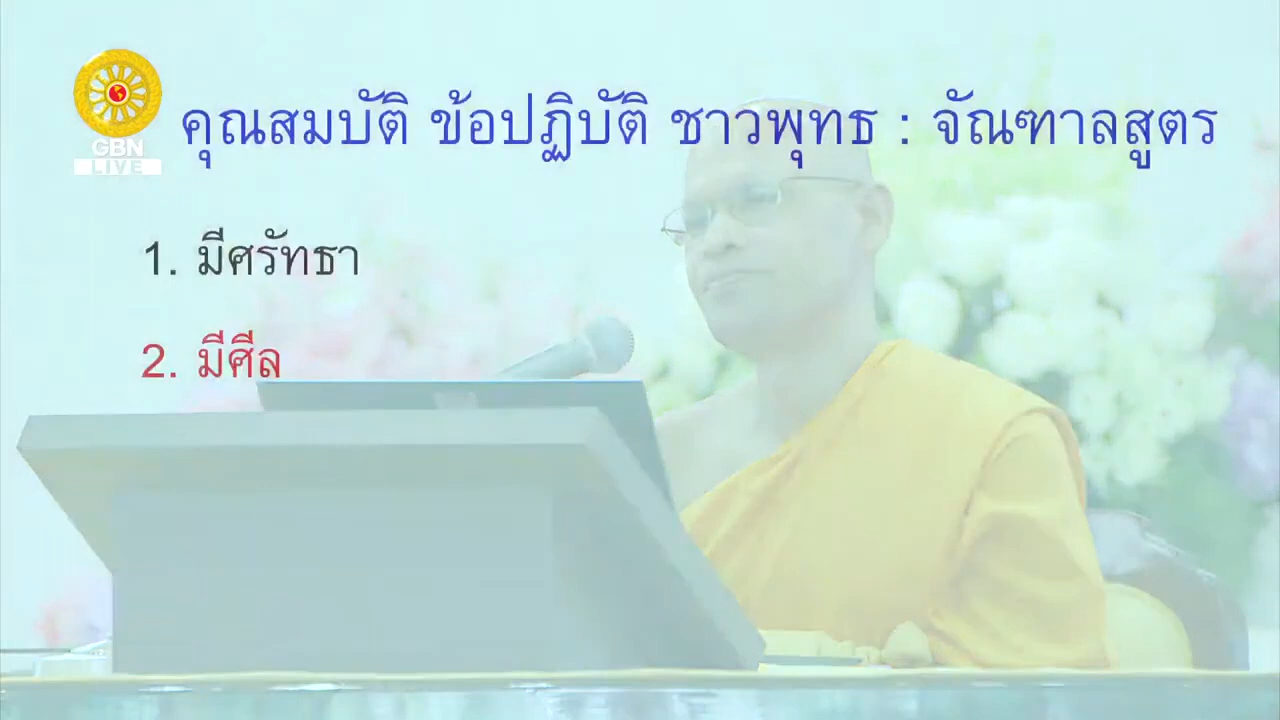 GBN
LIVE
คุณสมบัติ ข้อปฏิบัติ ชาวพุทธ : จัณฑาลสูตร
1. มีศรัทธา
2. มีศีล